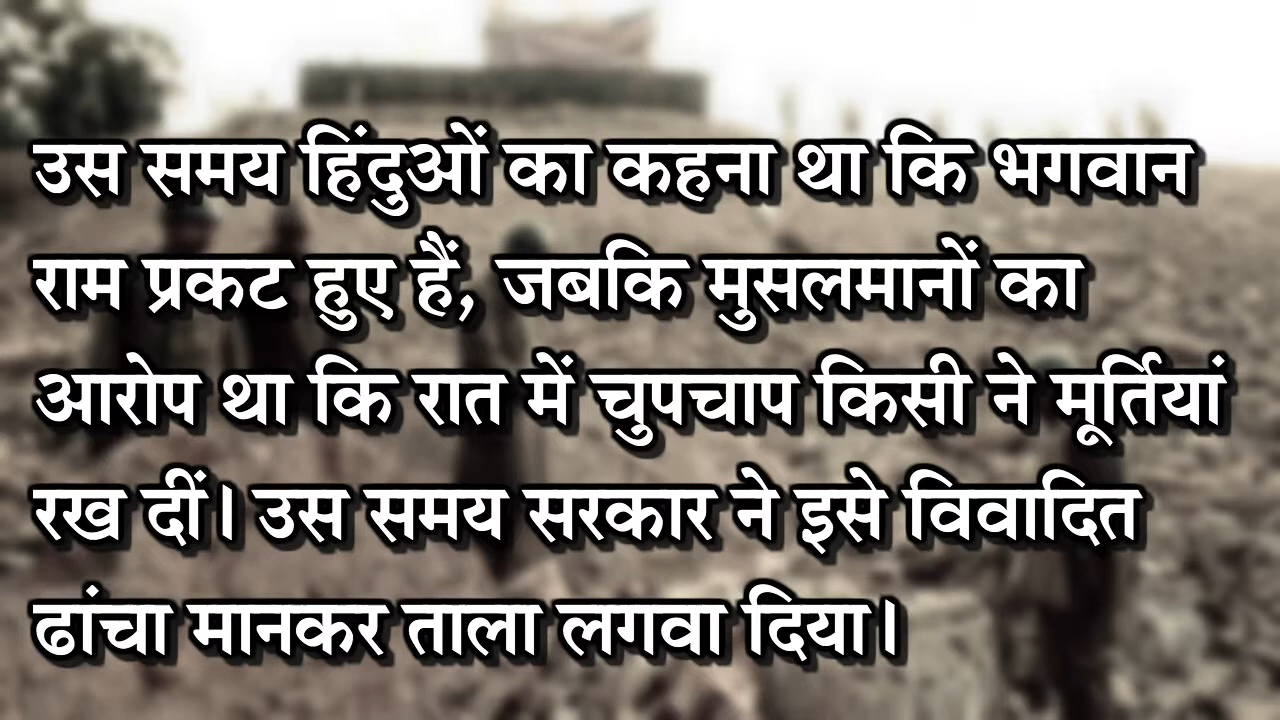 उस समय हिंदुओं का कहना था कि भगवान
राम प्रकट हुए हैं, जबकि मुसलमानों का
आरोप था कि रात में चुपचाप किसी ने मूर्तियां
रख दीं। उस समय सरकार ने इसे विवादित
ढांचा मानकर ताला लगवा दिया।